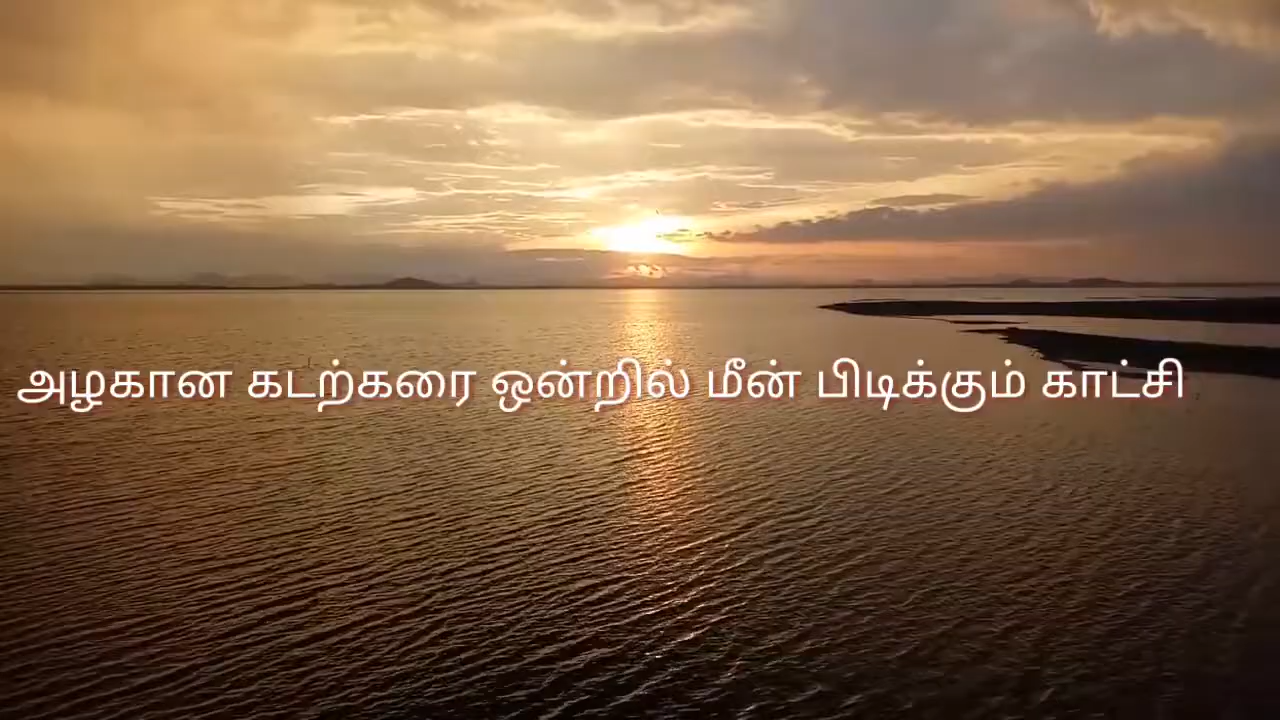 அழகான கடற்கரை ஒன்றில் மீன் பிடிக்கும் காட்சி